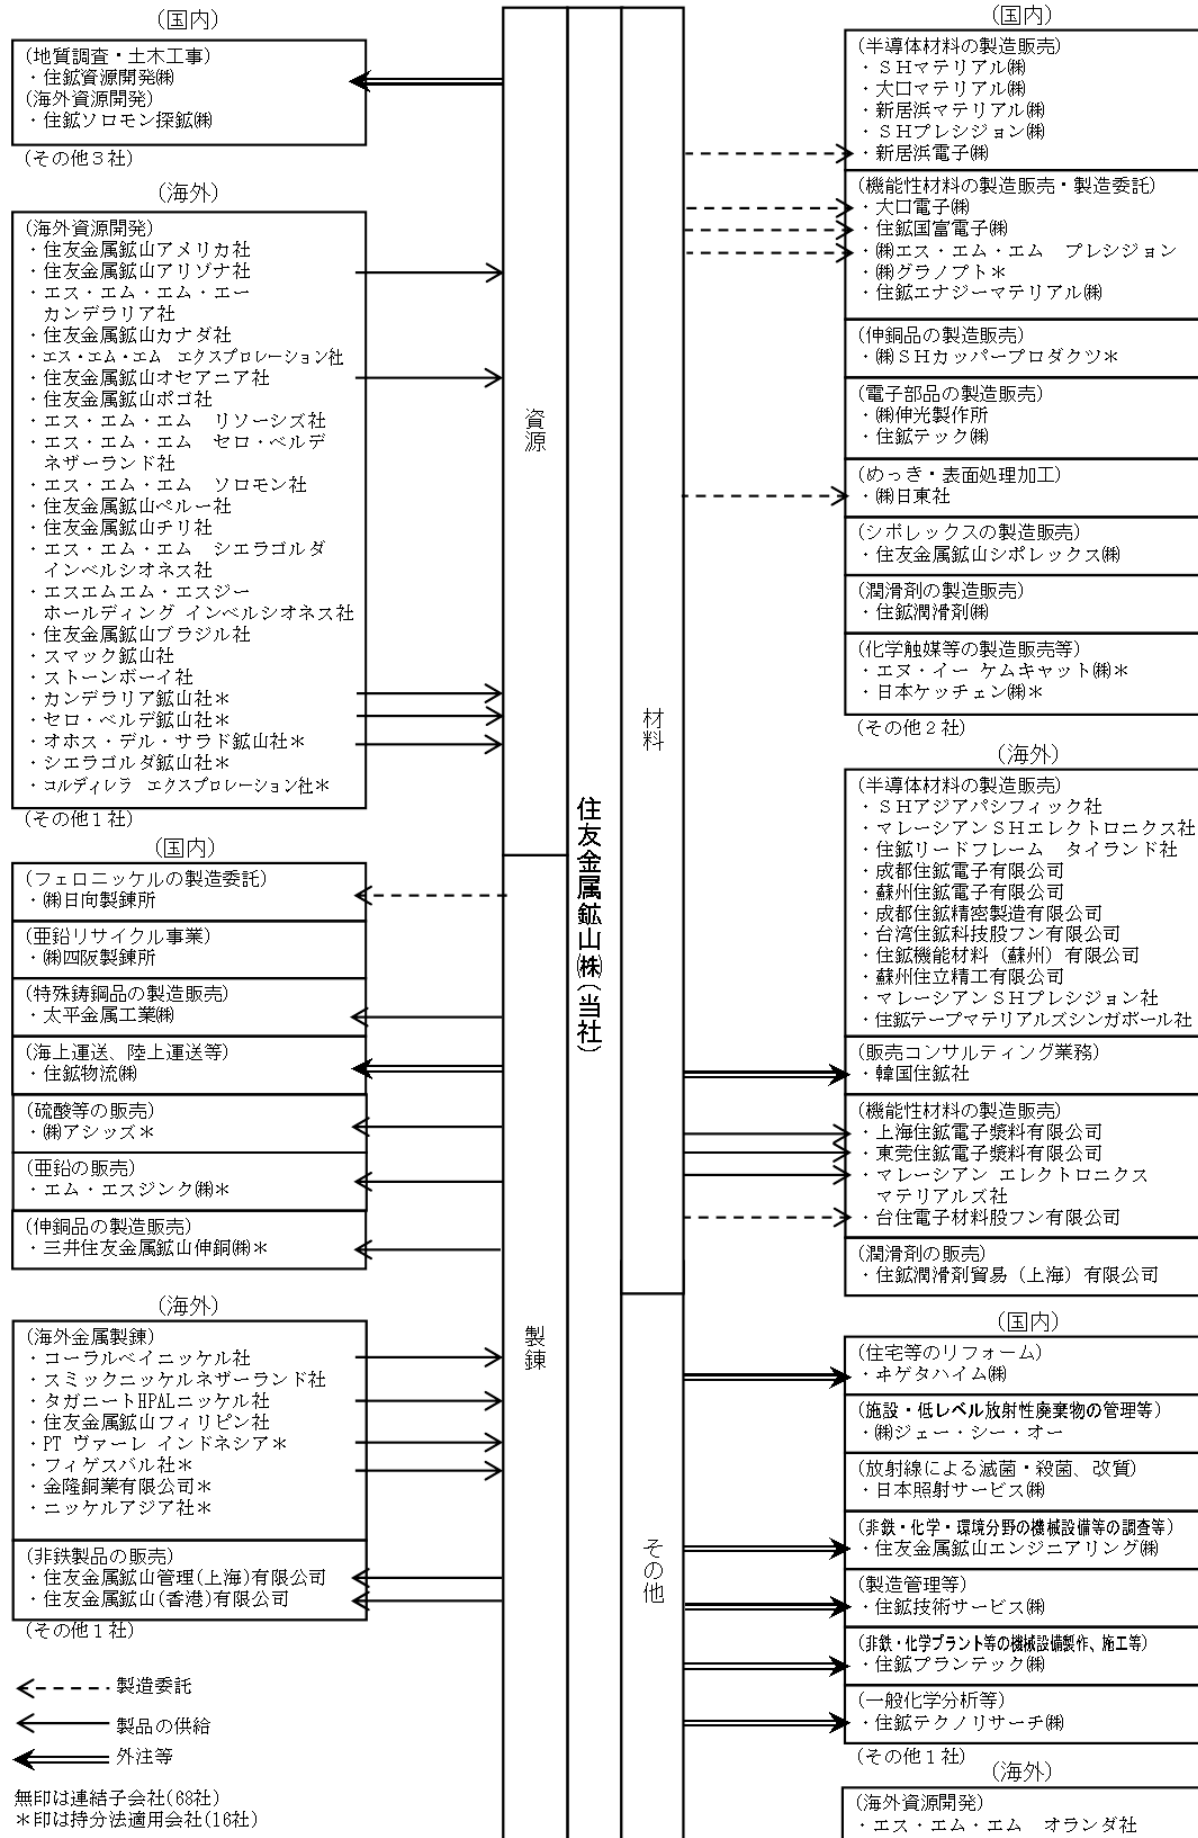 (国内)
(地質調査・土木工事)
・住鉱資源開発㈱
(海外資源開発)
・住鉱ソロモン探鉱㈱
(その他3社)
(海外)
(海外資源開発)
・住友金属鉱山アメリカ社
・住友金属鉱山アリゾナ社
・エス・エム・エム・エー
カンデラリア社
・住友金属鉱山カナダ社
・エス・エム・エム エクスプロレーション社
・住友金属鉱山オセアニア社
・住友金属鉱山ポゴ社
・エス・エム・エム リソーシズ社
・エス・エム・エム セロ・ベルデ
ネザーランド社
・エス・エム・エム ソロモン社
・住友金属鉱山ペルー社
・住友金属鉱山チリ社
・エス・エム・エム シエラゴルダ
インベルシオネス社
・エスエムエム・エスジー
ホールディング インベルシオネス社
・住友金属鉱山ブラジル社
・スマック鉱山社
・ストーンボーイ社
・カンデラリア鉱山社＊
・セロ・ベルデ鉱山社＊
・オホス・デル・サラド鉱山社＊
・シエラゴルダ鉱山社＊
・コルディレラ エクスプロレーション社＊
(その他1社)
(国内)
(フェロニッケルの製造委託)
・㈱日向製錬所
(亜鉛リサイクル事業)
・㈱四阪製錬所
(特殊鋳鋼品の製造販売)
・太平金属工業㈱
(海上運送、陸上運送等)
・住鉱物流㈱
(硫酸等の販売)
・㈱アシッズ＊
(亜鉛の販売)
・エム・エスジンク㈱＊
(伸銅品の製造販売)
・三井住友金属鉱山伸銅㈱＊
(海外)
(海外金属製錬)
・コーラルベイニッケル社
・スミックニッケルネザーランド社
・タガニートHPALニッケル社
・住友金属鉱山フィリピン社
・PT ヴァーレ インドネシア＊
・フィゲスバル社＊
・金隆銅業有限公司＊
・ニッケルアジア社＊
(非鉄製品の販売)
・住友金属鉱山管理(上海)有限公司
・住友金属鉱山(香港)有限公司
(その他1社)
製造委託
製品の供給
外注等
無印は連結子会社(68社)
＊印は持分法適用会社(16社)
資源
製錬
住友金属鉱山㈱(当社)
材料
その他
(国内)
(半導体材料の製造販売)
・ＳＨマテリアル㈱
・大口マテリアル㈱
・新居浜マテリアル㈱
・ＳＨプレシジョン㈱
・新居浜電子㈱
(機能性材料の製造販売・製造委託)
・大口電子㈱
・住鉱国富電子㈱
・㈱エス・エム・エム プレシジョン
・㈱グラノプト＊
・住鉱エナジーマテリアル㈱
(伸銅品の製造販売)
・㈱ＳＨカッパープロダクツ＊
(電子部品の製造販売)
・㈱伸光製作所
・住鉱テック㈱
(めっき・表面処理加工)
・㈱日東社
(シポレックスの製造販売)
・住友金属鉱山シポレックス㈱
(潤滑剤の製造販売)
・住鉱潤滑剤㈱
(化学触媒等の製造販売等)
・エヌ・イー ケムキャット㈱＊
・日本ケッチェン㈱＊
(その他2社)
(海外)
(半導体材料の製造販売)
・ＳＨアジアパシフィック社
・マレーシアンＳＨエレクトロニクス社
・住鉱リードフレーム タイランド社
・成都住鉱電子有限公司
・蘇州住鉱電子有限公司
・成都住鉱精密製造有限公司
・台湾住鉱科技股フン有限公司
・住鉱機能材料（蘇州）有限公司
・蘇州住立精工有限公司
・マレーシアンＳＨプレシジョン社
・住鉱テープマテリアルズシンガポール社
(販売コンサルティング業務)
・韓国住鉱社
(機能性材料の製造販売)
・上海住鉱電子漿料有限公司
・東莞住鉱電子漿料有限公司
・マレーシアン エレクトロニクス
マテリアルズ社
・台住電子材料股フン有限公司
(潤滑剤の販売)
・住鉱潤滑剤貿易（上海）有限公司
(国内)
(住宅等のリフォーム)
・ヰゲタハイム㈱
(施設・低レベル放射性廃棄物の管理等)
・㈱ジェー・シー・オー
(放射線による滅菌・殺菌、改質)
・日本照射サービス㈱
(非鉄・化学・環境分野の機械設備等の調査等)
・住友金属鉱山エンジニアリング㈱
(製造管理等)
・住鉱技術サービス㈱
(非鉄・化学プラント等の機械設備製作、施工等)
・住鉱プランテック㈱
(一般化学分析等)
・住鉱テクノリサーチ㈱
(その他1社)
(海外)
(海外資源開発)
・エス・エム・エム オランダ社